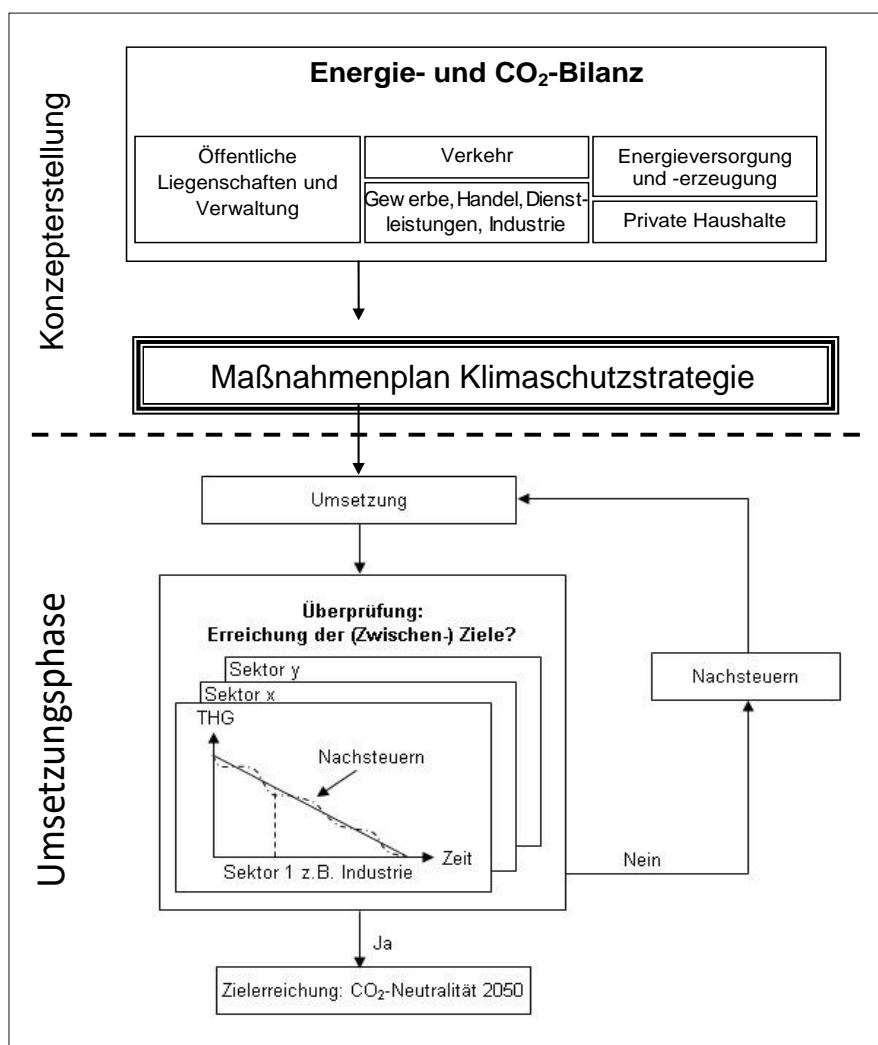 Konzepterstellung
Energie- und CO₂-Bilanz
Öffentliche
Liegenschaften und
Verwaltung
Verkehr
Gewerbe, Handel, Dienst-
leistungen, Industrie
Energieversorgung
und -erzeugung
Private Haushalte
Maßnahmenplan Klimaschutzstrategie
Umsetzungsphase
Umsetzung
Überprüfung:
Erreichung der (Zwischen-) Ziele?
Sektor y
Sektor x
THG
Nachsteuern
Zeit
Sektor 1 z.B. Industrie
Nachsteuern
Nein
Ja
Zielerreichung: CO₂-Neutralität 2050